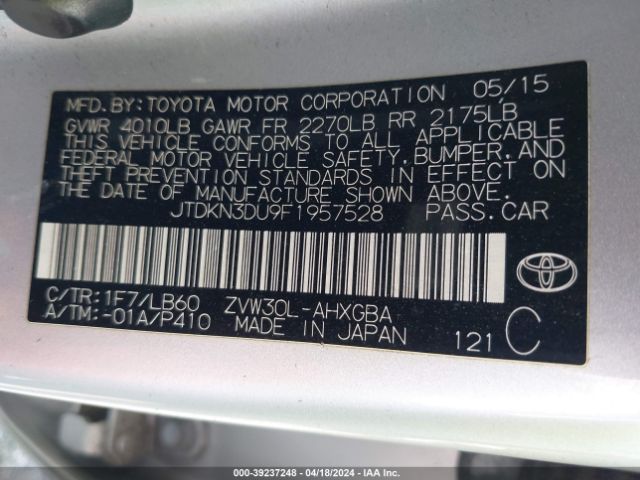 MFD. BY: TOYOTA MOTOR CORPORATION 05/15
GVWR 4010LB GAWR FR 2270LB RR 2175LB
THIS VEHICLE CONFORMS TO ALL APPLICABLE
FEDERAL MOTOR VEHICLE SAFETY, BUMPER, AND
THEFT PREVENTION STANDARDS IN EFFECT ON
THE DATE OF MANUFACTURE SHOWN ABOVE.
JTDKN3DU9F1957528 PASS. CAR
C/TR: 1F7/LB60 ZVW30L-AHXGBA
A/TM: -01A/P410 MADE IN JAPAN 121 C
000-39237248 - 04/18/2024 - IAA Inc.